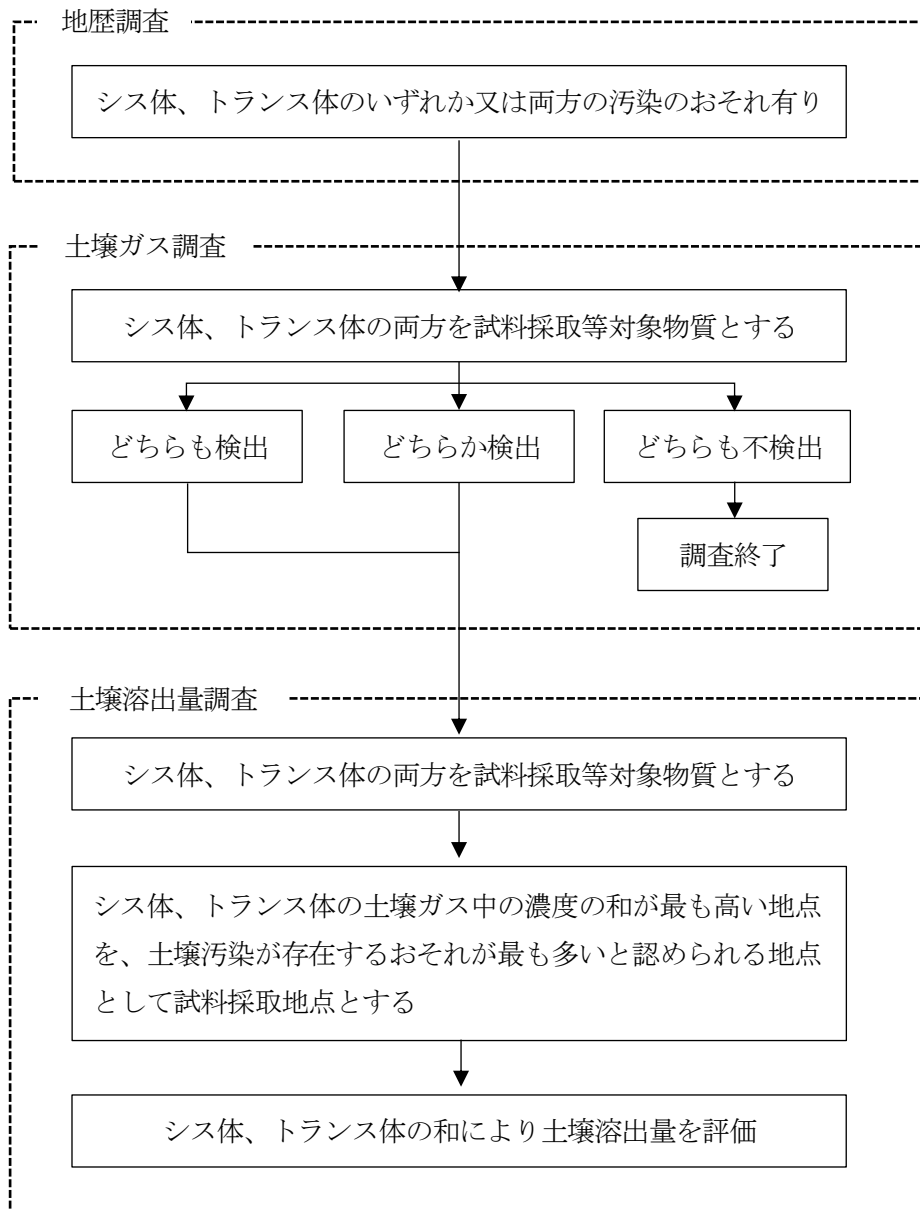 地歴調査
シス体、トランス体のいずれか又は両方の汚染のおそれ有り
土壌ガス調査
シス体、トランス体の両方を試料採取等対象物質とする
どちらも検出
どちらか検出
どちらも不検出
調査終了
土壌溶出量調査
シス体、トランス体の両方を試料採取等対象物質とする
シス体、トランス体の土壌ガス中の濃度の和が最も高い地点
を、土壌汚染が存在するおそれが最も多いと認められる地点
として試料採取地点とする
シス体、トランス体の和により土壌溶出量を評価